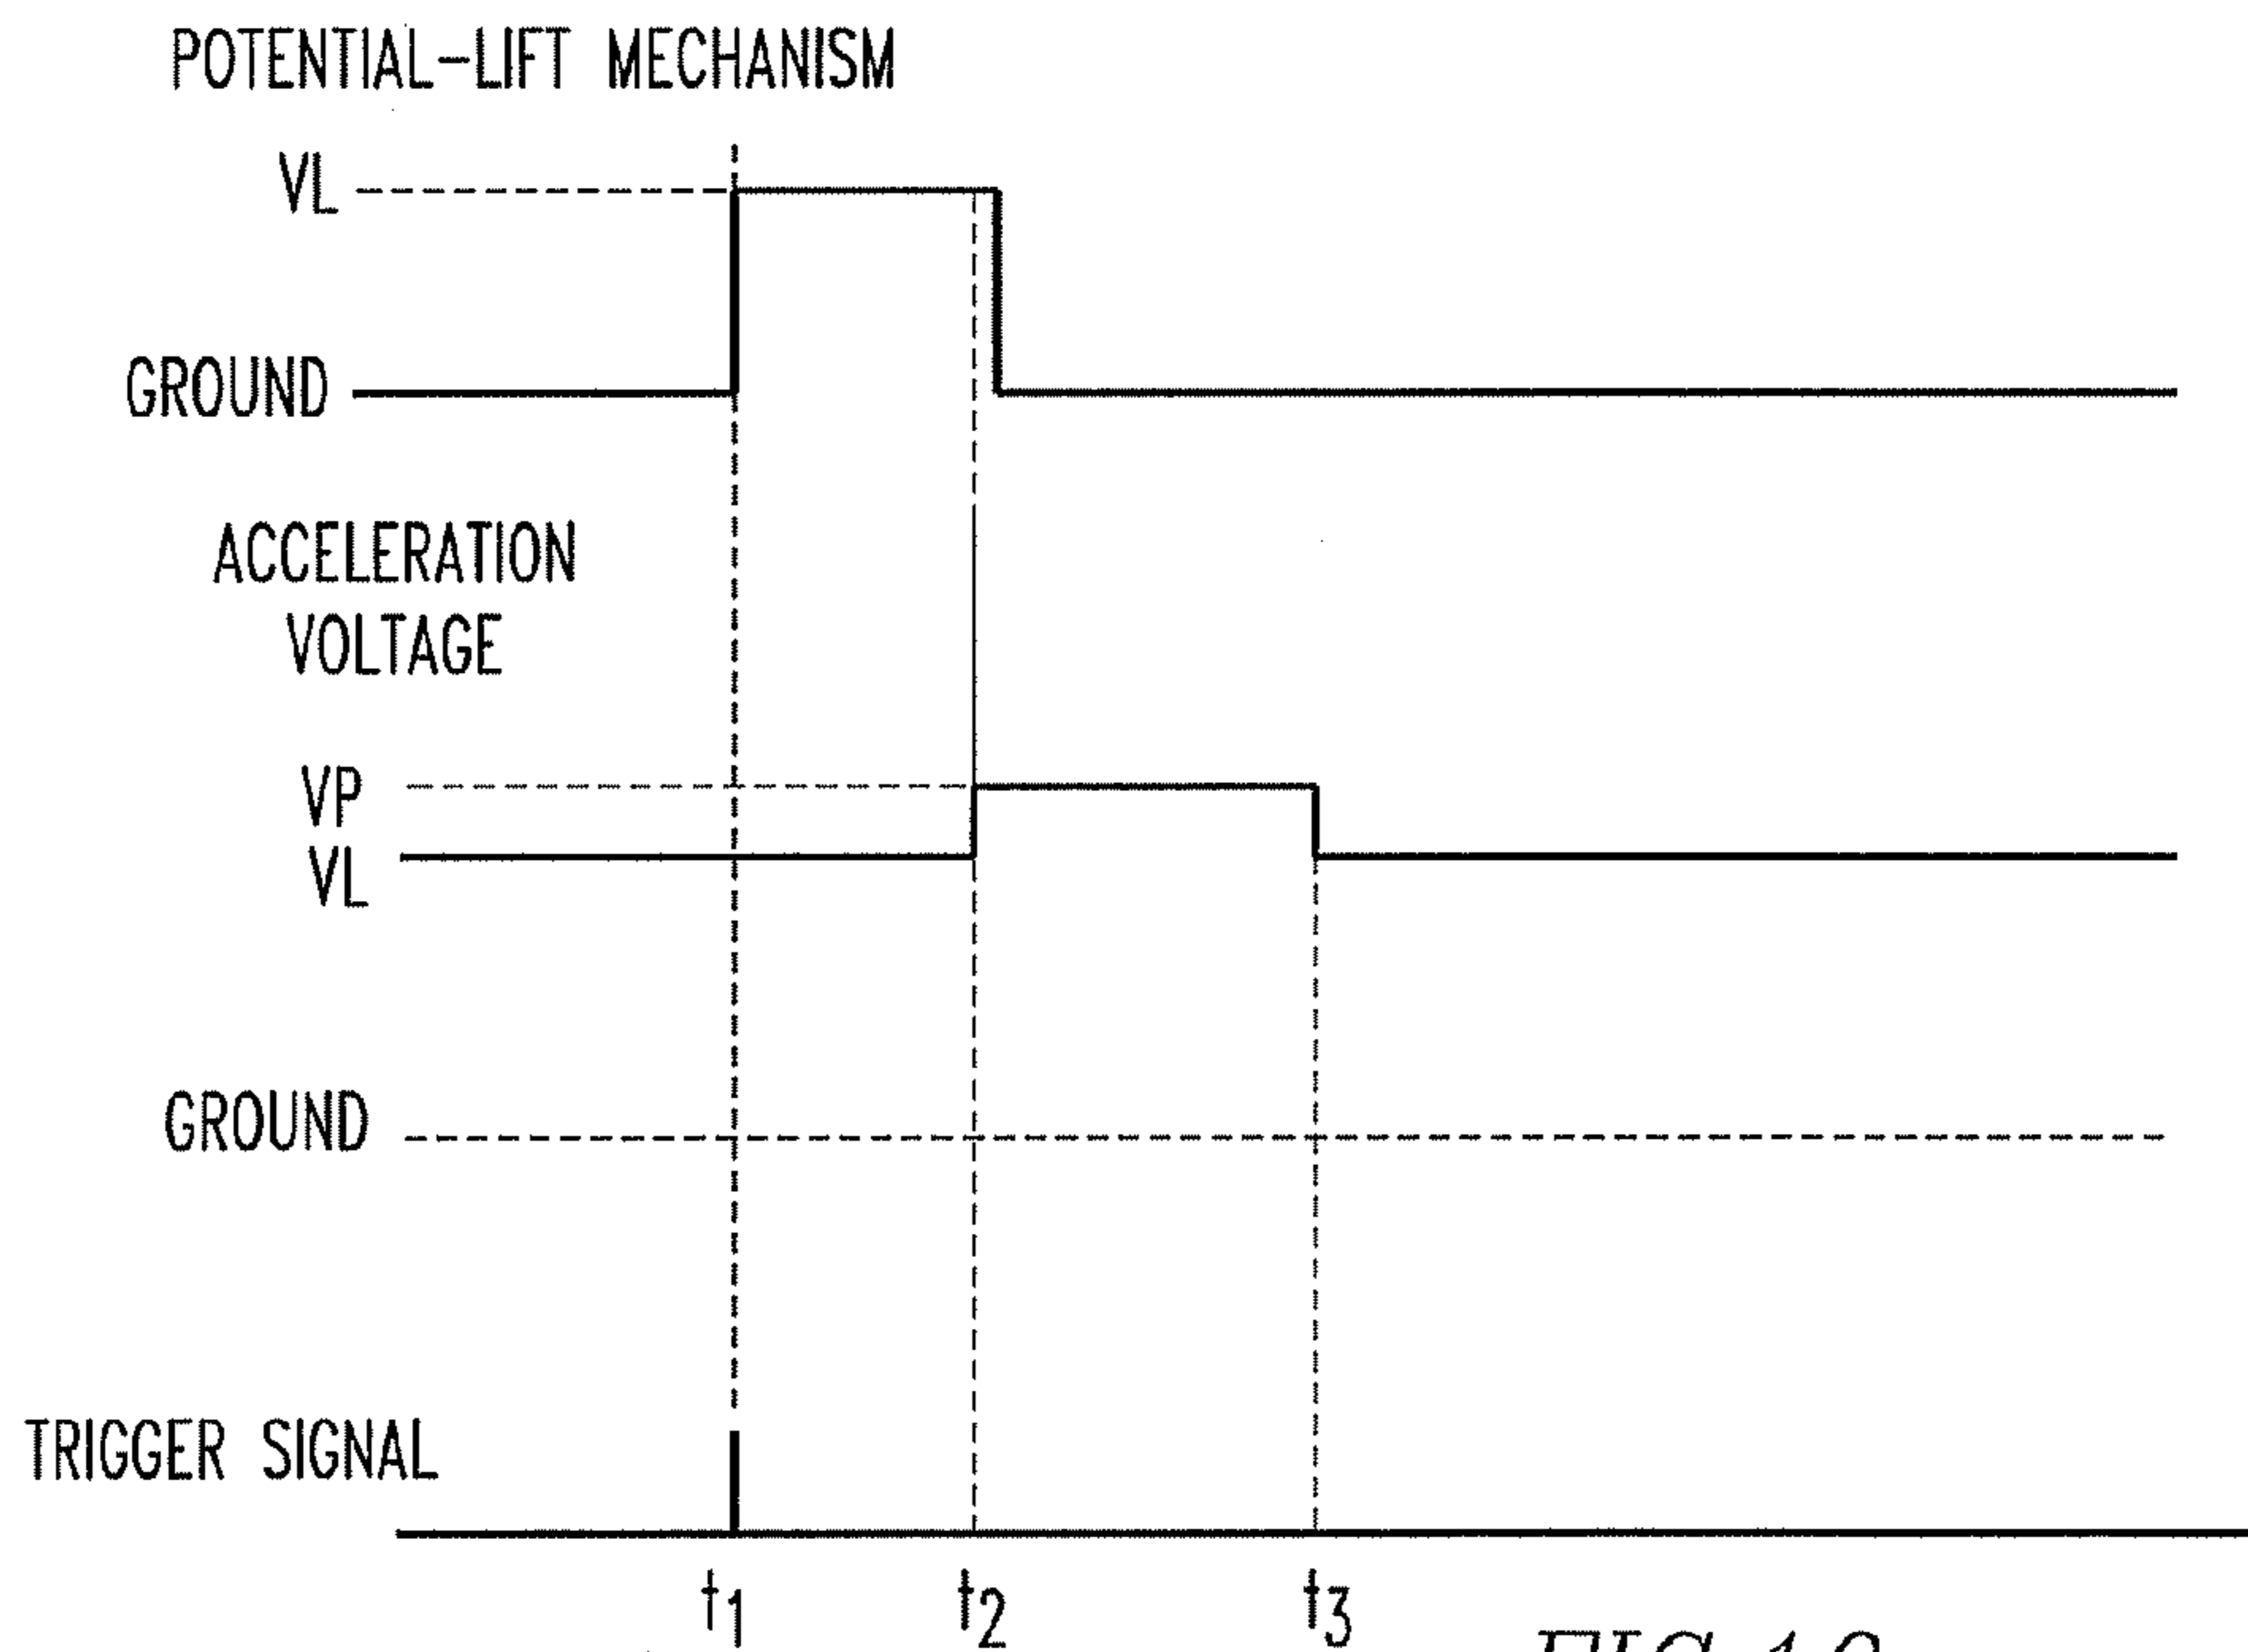 POTENTIAL-LIFT MECHANISM
VL
GROUND
ACCELERATION
VOLTAGE
VP
VL
GROUND
TRIGGER SIGNAL
t1 t2 t3